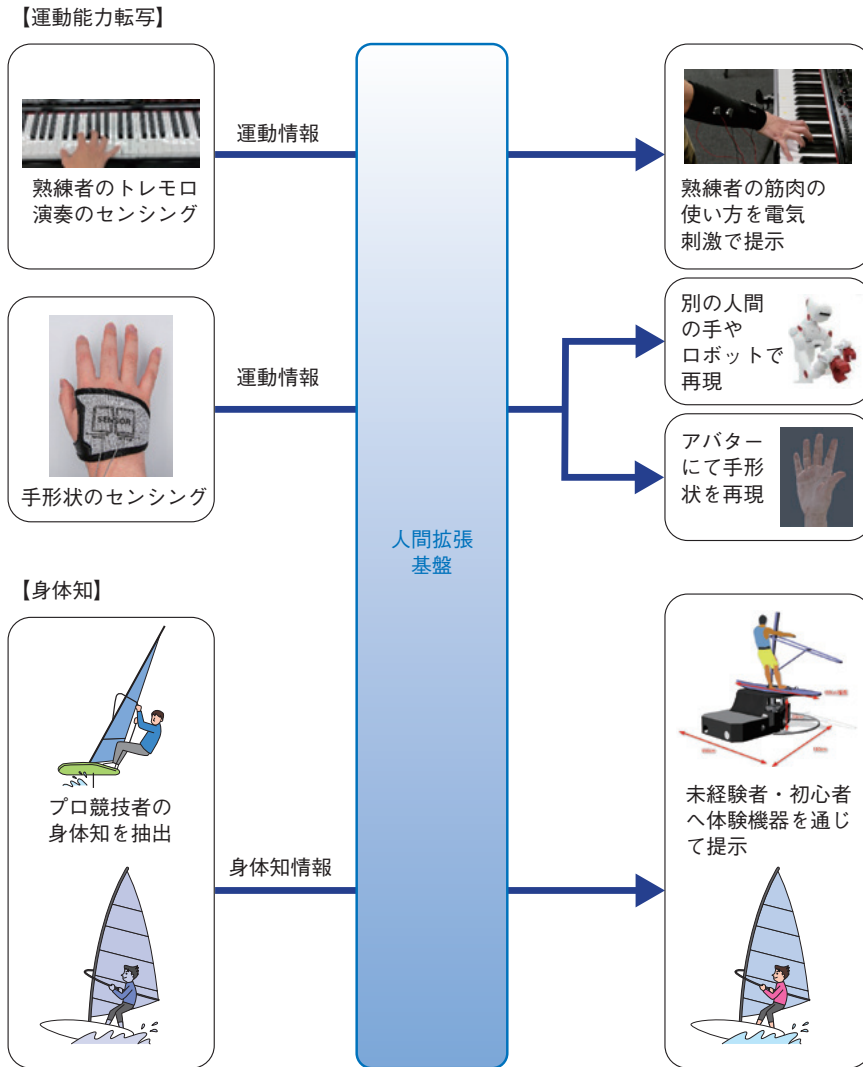 【運動能力転写】
運動情報
熟練者のトレモロ
演奏のセンシング
熟練者の筋肉の
使い方を電気
刺激で提示
運動情報
SENSOR
手形状のセンシング
別の人間
の手や
ロボットで
再現
アバター
にて手形
状を再現
人間拡張
基盤
【身体知】
プロ競技者の
身体知を抽出
身体知情報
未経験者・初心者
へ体験機器を通じ
て提示